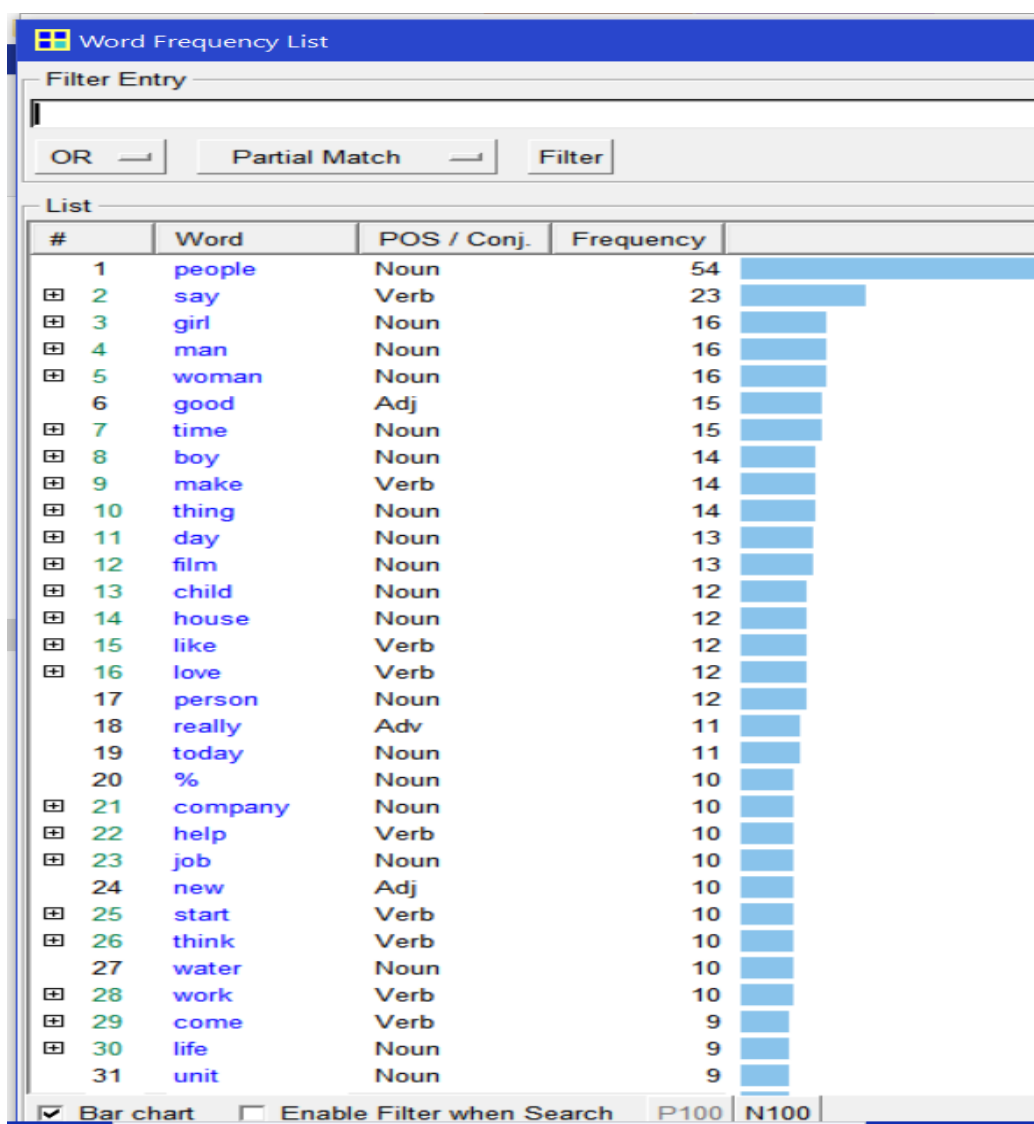 Word Frequency List
Filter Entry
OR Partial Match Filter
List
# Word POS / Conj. Frequency
1 people Noun 54
2 say Verb 23
3 girl Noun 16
4 man Noun 16
5 woman Noun 16
6 good Adj 15
7 time Noun 15
8 boy Noun 14
9 make Verb 14
10 thing Noun 14
11 day Noun 13
12 film Noun 13
13 child Noun 12
14 house Noun 12
15 like Verb 12
16 love Verb 12
17 person Noun 12
18 really Adv 11
19 today Noun 11
20 % Noun 10
21 company Noun 10
22 help Verb 10
23 job Noun 10
24 new Adj 10
25 start Verb 10
26 think Verb 10
27 water Noun 10
28 work Verb 10
29 come Verb 9
30 life Noun 9
31 unit Noun 9
Bar chart Enable Filter when Search P100 N100